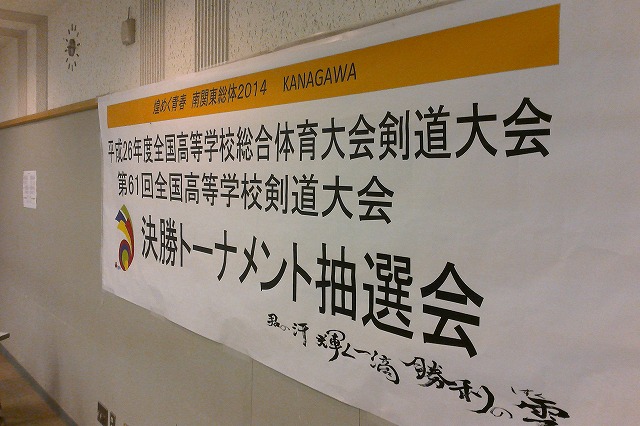 煌めく青春 南関東総体2014 KANAGAWA
平成26年度全国高等学校総合体育大会剣道大会
第61回全国高等学校剣道大会
決勝トーナメント抽選会
君の汗 輝く一滴 勝利の雫